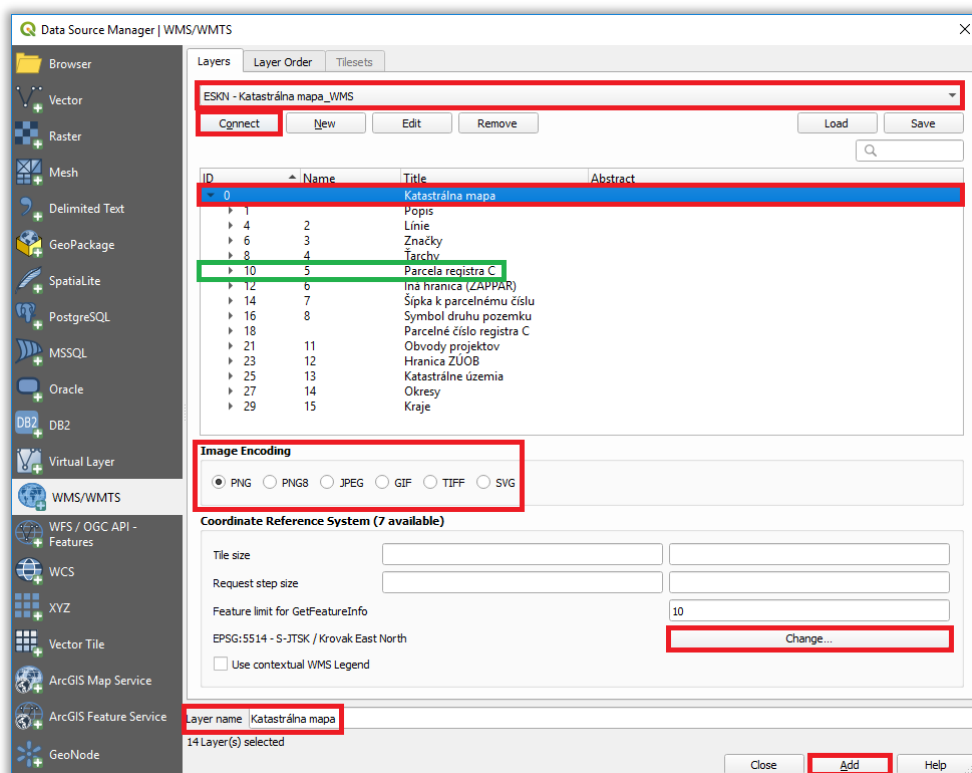 Data Source Manager | WMS/WMTS
Browser
Vector
Raster
Mesh
Delimited Text
GeoPackage
SpatiaLite
PostgreSQL
MSSQL
Oracle
DB2
DB2
Virtual Layer
WMS/WMTS
WFS / OGC API -
Features
WCS
XYZ
Vector Tile
ArcGIS Map Service
ArcGIS Feature Service
GeoNode
Layers Layer Order Tilesets
ESKN - Katastrálna mapa_WMS
Connect New Edit Remove Load Save
ID Name Title Abstract
0 Katastrálna mapa
1 Popis
4 2 Línie
6 3 Značky
8 4 Ťarchy
10 5 Parcela registra C
12 6 Iná hranica (ZAPPAR)
14 7 Šípka k parcelnému číslu
16 8 Symbol druhu pozemku
18 Parcelné číslo registra C
21 11 Obvody projektov
23 12 Hranica ZÚOB
25 13 Katastrálne územia
27 14 Okresy
29 15 Kraje
Image Encoding
PNG PNG8 JPEG GIF TIFF SVG
Coordinate Reference System (7 available)
Tile size
Request step size
Feature limit for GetFeatureInfo 10
EPSG:5514 - S-JTSK / Krovak East North Change...
Use contextual WMS Legend
Layer name Katastrálna mapa
14 Layer(s) selected
Close Add Help